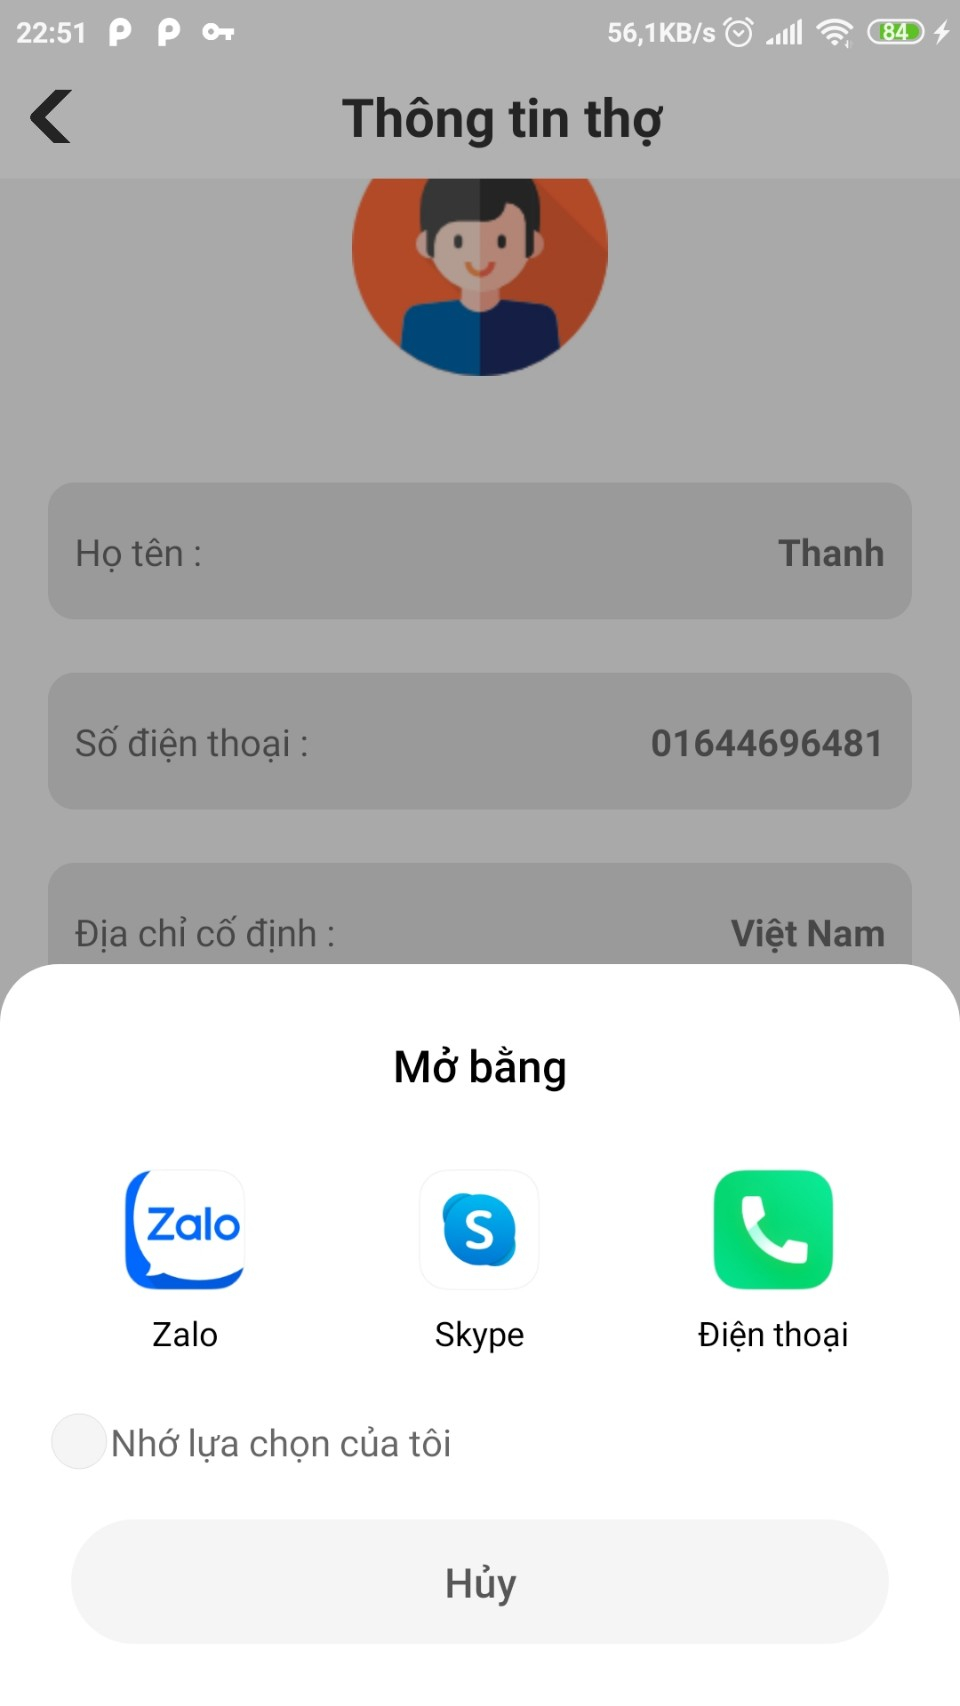 22:51 56,1KB/s 84
Thông tin thợ
Họ tên : Thanh
Số điện thoại : 01644696481
Địa chỉ cố định : Việt Nam
Mở bằng
Zalo S
Zalo Skype Điện thoại
Nhớ lựa chọn của tôi
Hủy